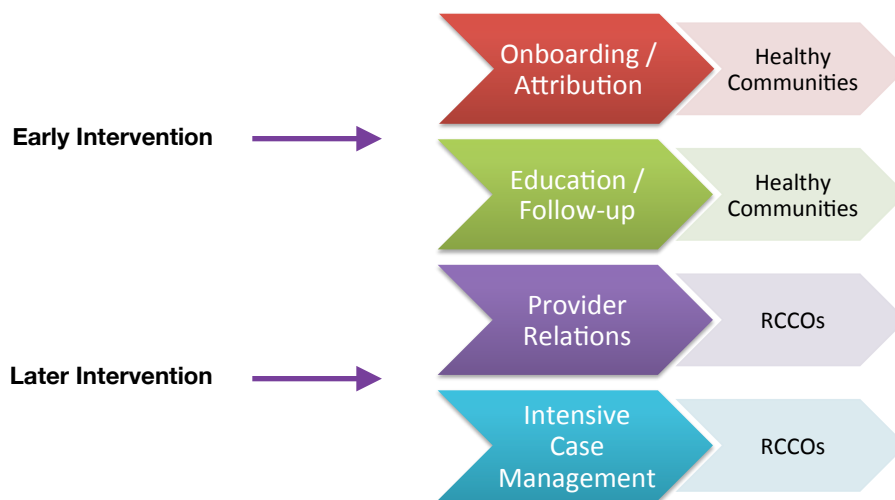 Onboarding /
Attribution
Healthy
Communities
Early Intervention
Education /
Follow-up
Healthy
Communities
Provider
Relations
RCCOs
Later Intervention
Intensive
Case
Management
RCCOs